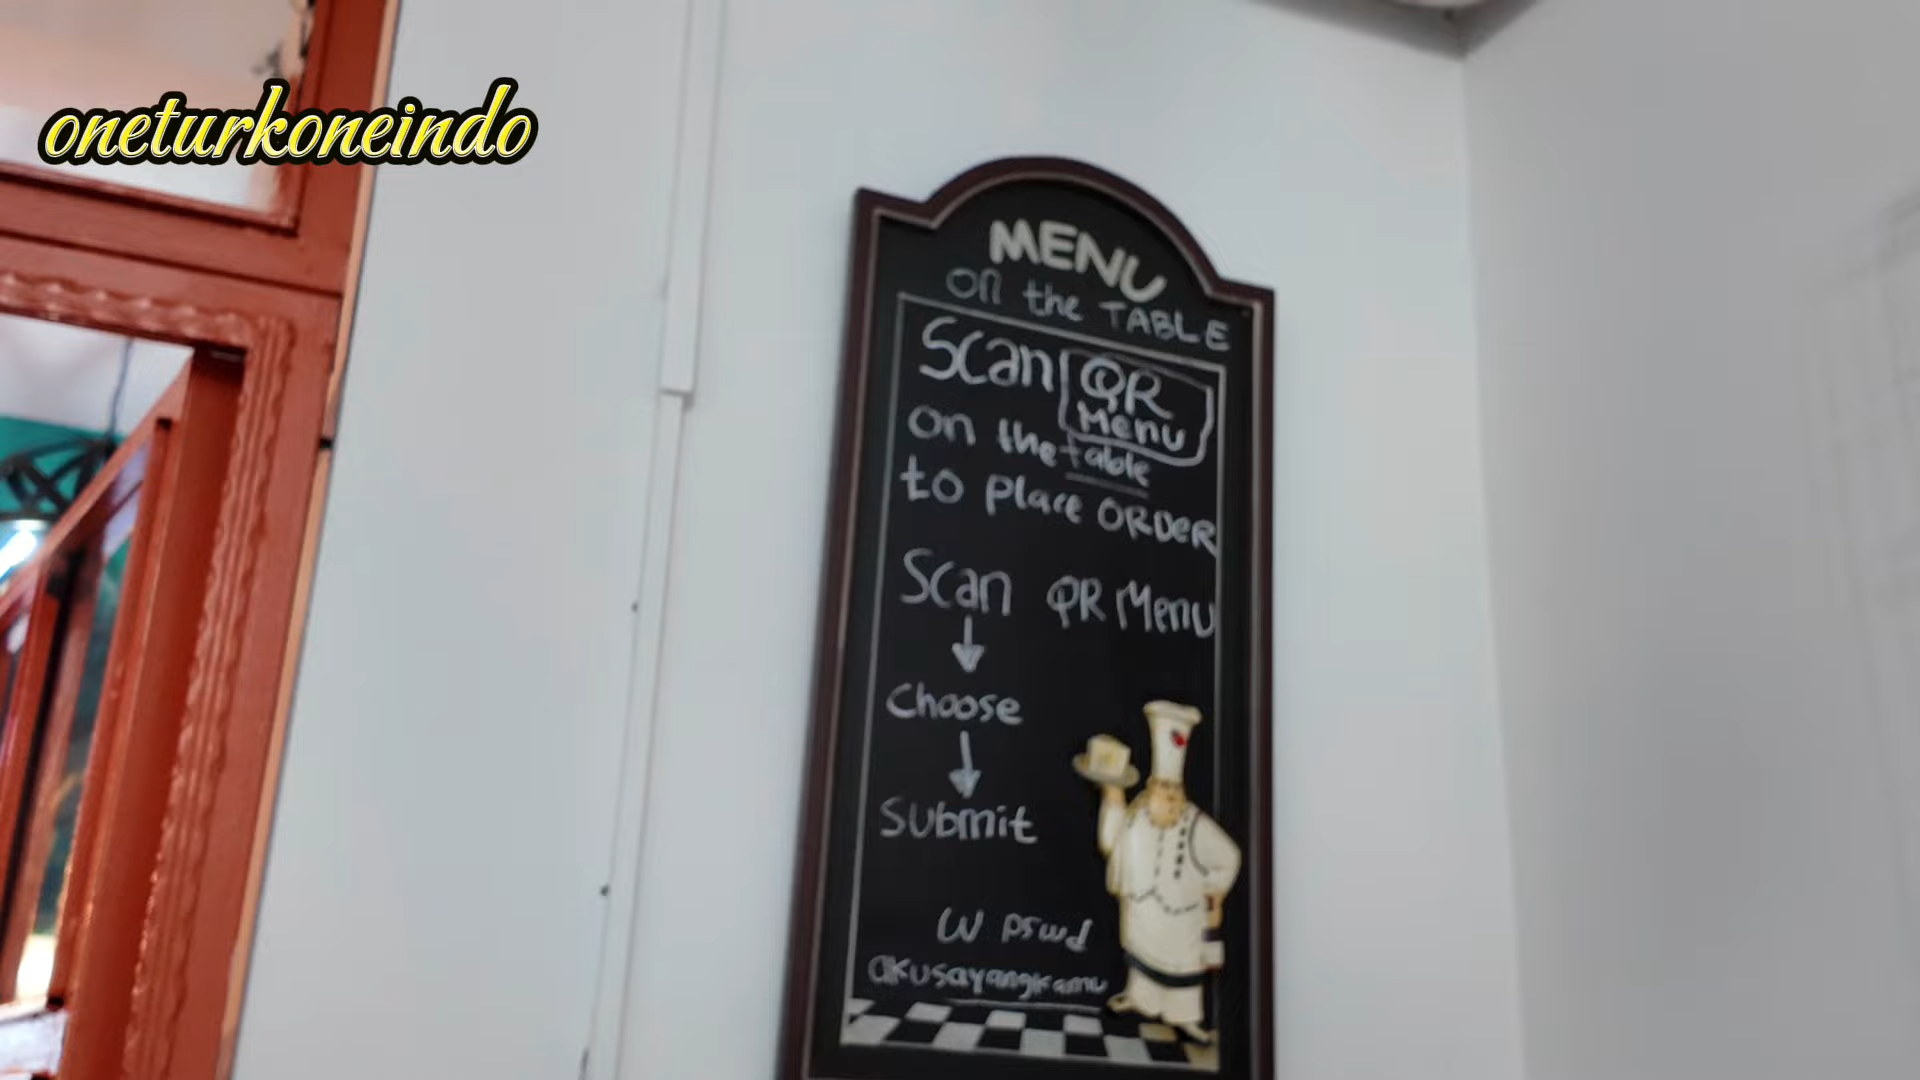 oneturkoneindo
MENU
on the TABLE
Scan QR Menu
on the table
to Place ORDER
Scan QR Menu
Choose
Submit
W Pswd
akusayangkamu